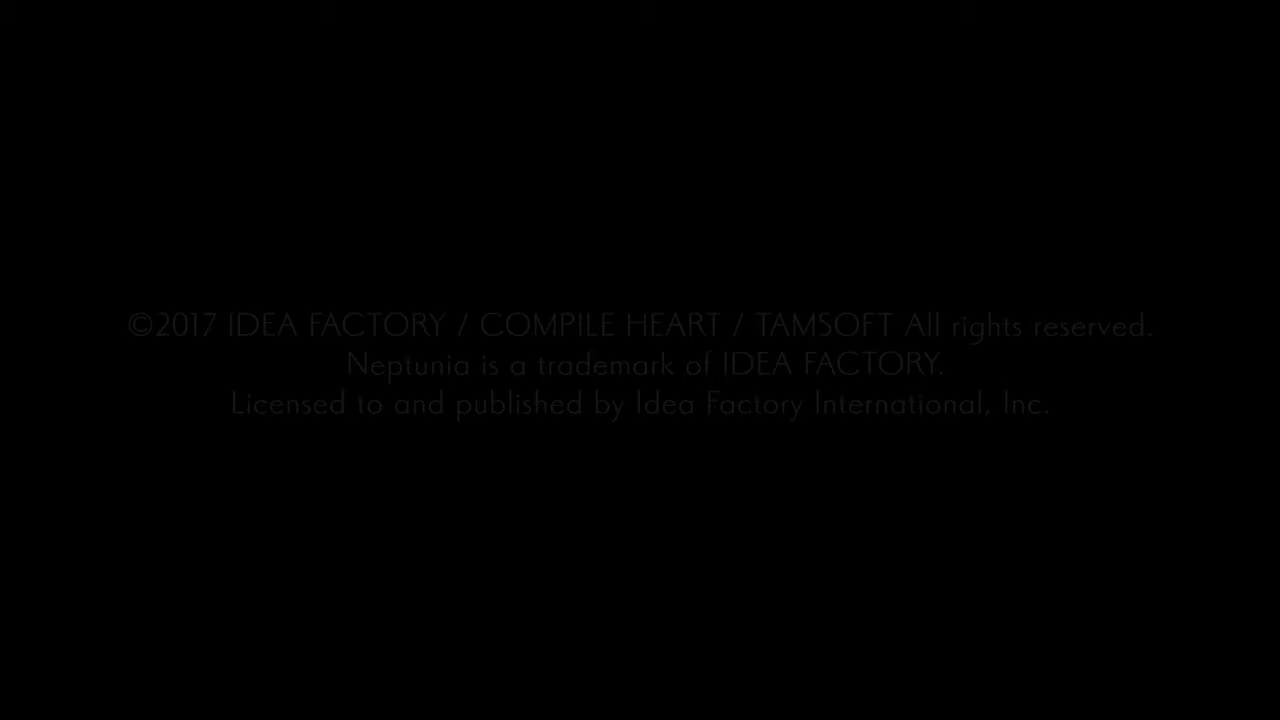 ©2017 IDEA FACTORY / COMPILE HEART / TAMSOFT All rights reserved.
Neptunia is a trademark of IDEA FACTORY.
Licensed to and published by Idea Factory International, Inc.